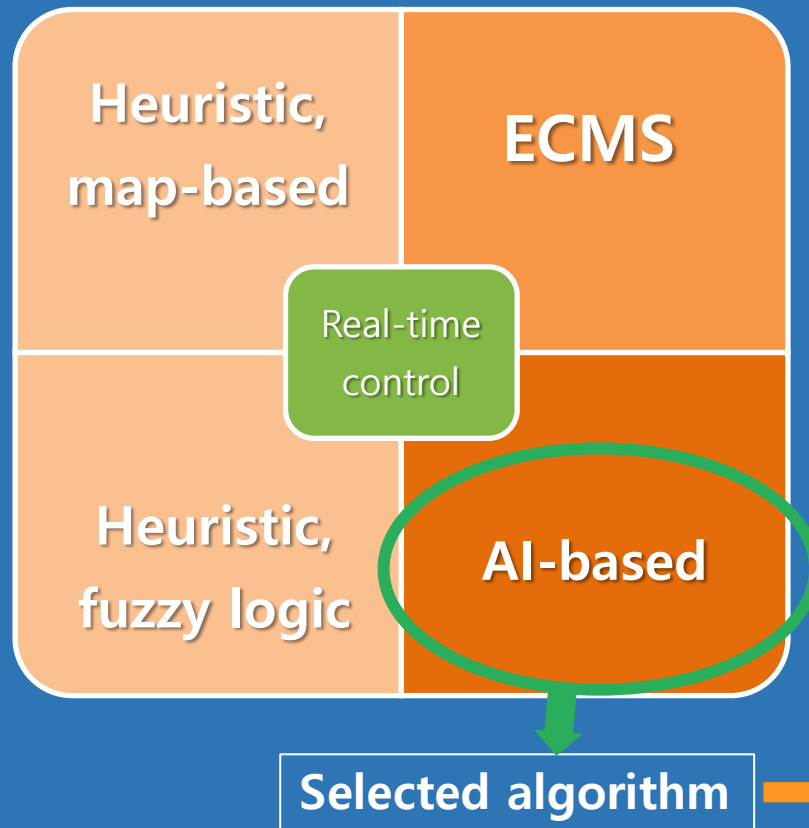 Heuristic,
map-based
ECMS
Real-time
control
Heuristic,
fuzzy logic
AI-based
Selected algorithm